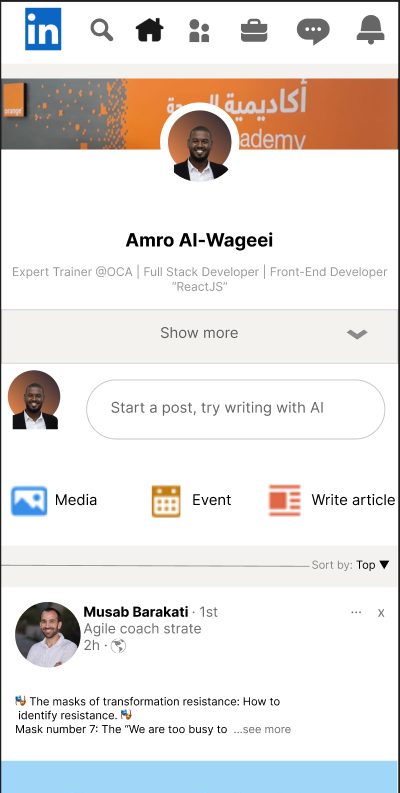 in
orange
أكاديمية
ademy
Amro Al-Wageei
Expert Trainer @OCA | Full Stack Developer | Front-End Developer
"ReactJS"
Show more
Start a post, try writing with AI
Media
Event
Write article
Sort by: Top ▼
Musab Barakati · 1st
... x
Agile coach strate
2h ·
The masks of transformation resistance: How to
identify resistance.
Mask number 7: The "We are too busy to ...see more